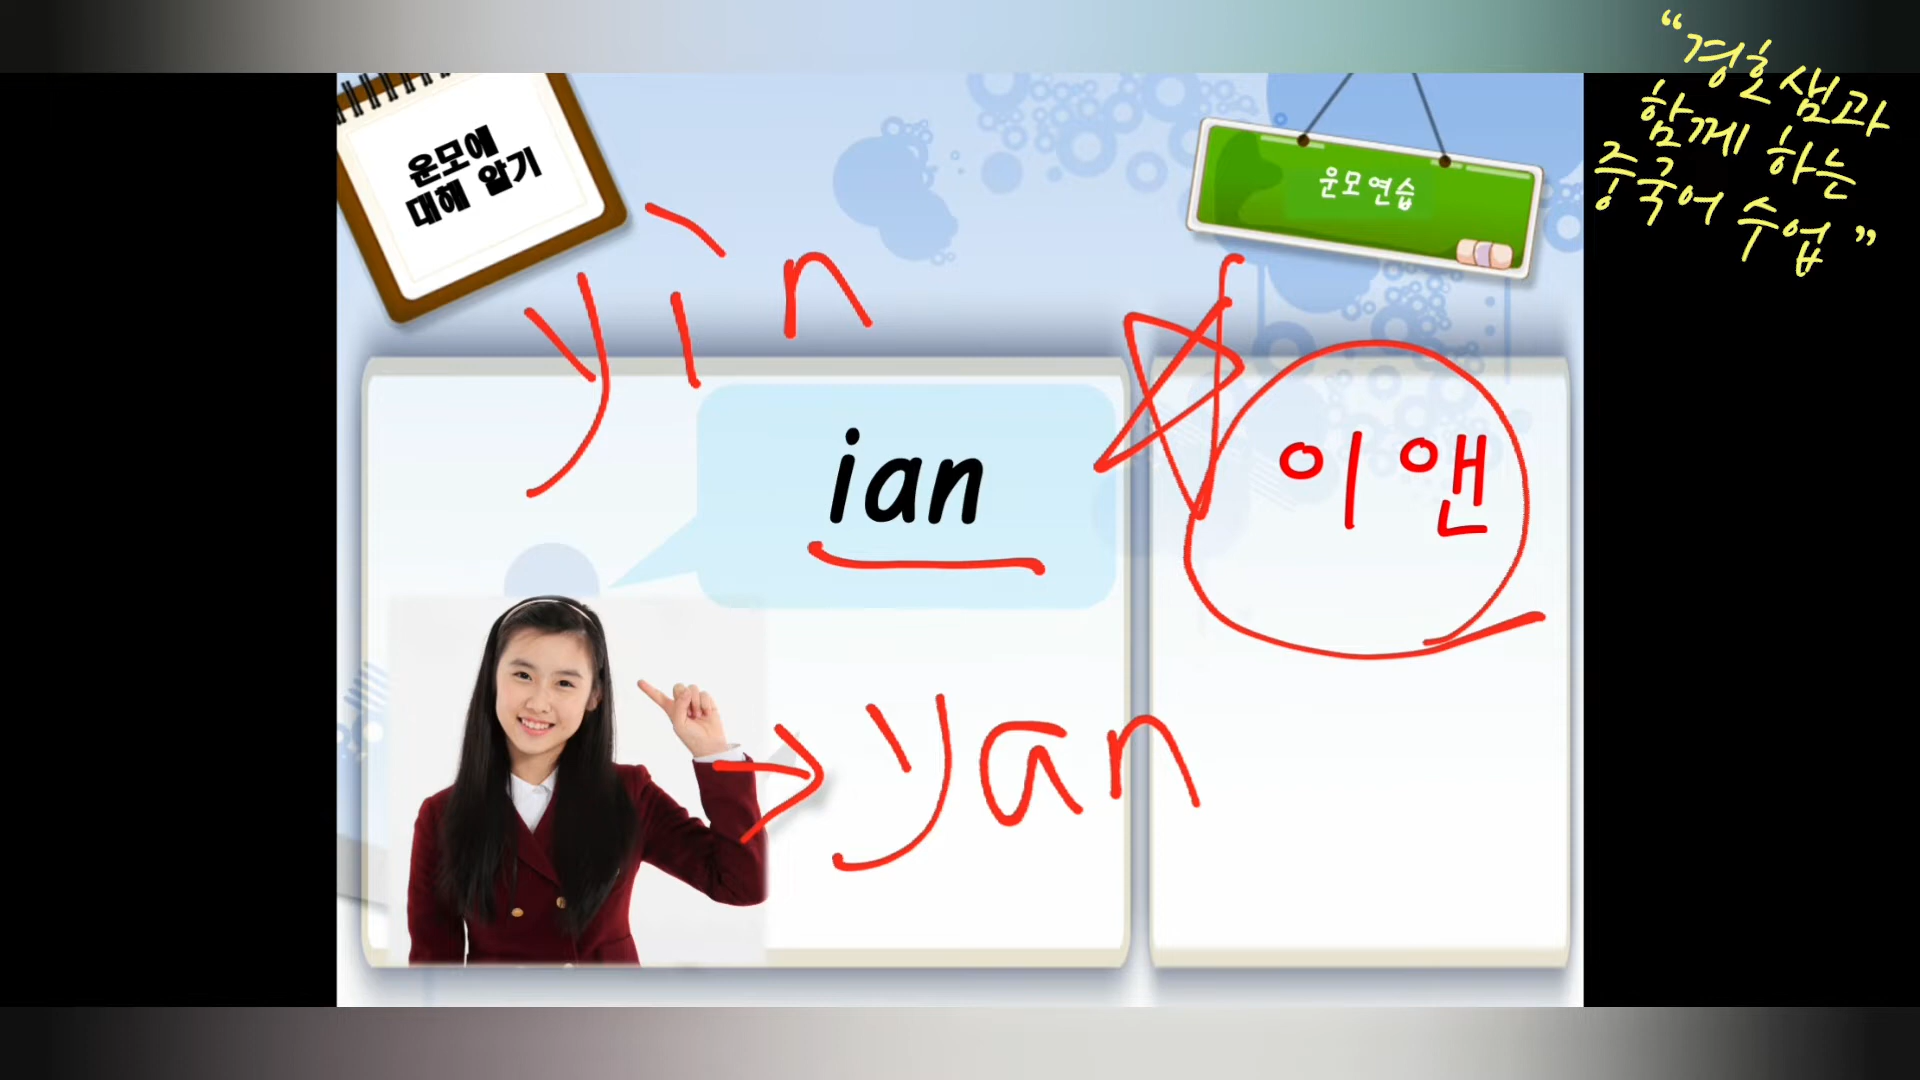 운모에
대해 알기
운모연습
“경호샘과
함께 하는
중국어 수업”
yin
ian
이앤
yan